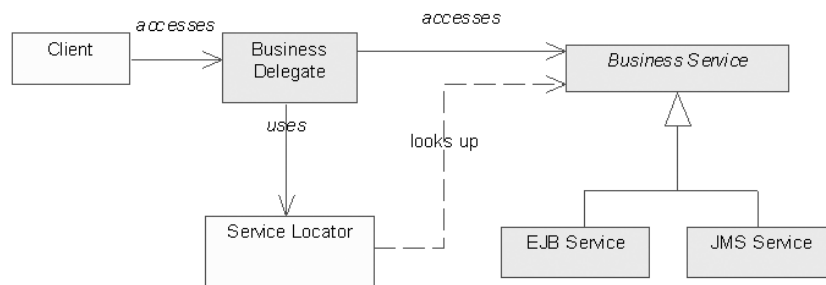 accesses
accesses
Client
Business
Delegate
Business Service
uses
looks up
Service Locator
EJB Service
JMS Service